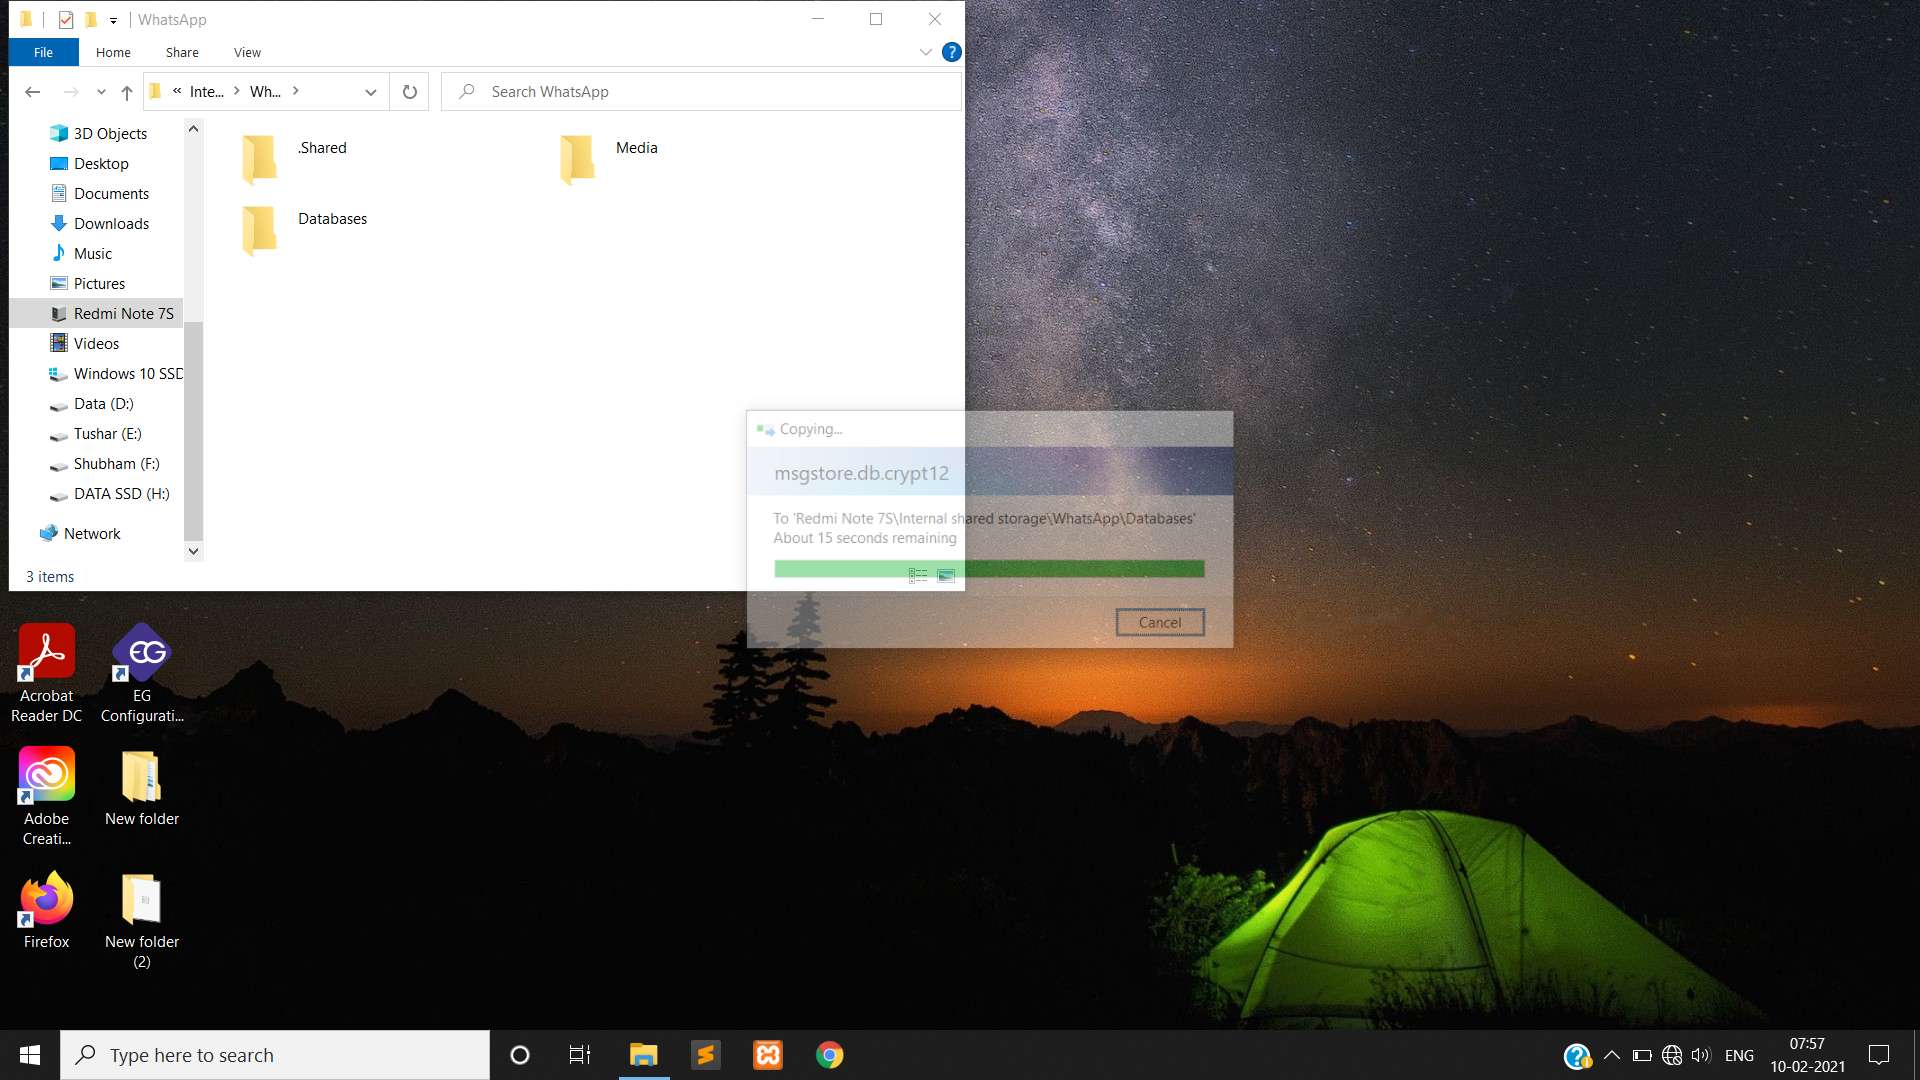 WhatsApp
File Home Share View
Inte... Wh... Search WhatsApp
3D Objects
Desktop
Documents
Downloads
Music
Pictures
Redmi Note 7S
Videos
Windows 10 SSD
Data (D:)
Tushar (E:)
Shubham (F:)
DATA SSD (H:)
Network
.Shared
Media
Databases
3 items
Copying...
msgstore.db.crypt12
To 'Redmi Note 7S\Internal shared storage\WhatsApp\Databases'
About 15 seconds remaining
Cancel
Acrobat
Reader DC
EG
Configurati...
Adobe
Creati...
New folder
Firefox
New folder
(2)
Type here to search
ENG
07:57
10-02-2021